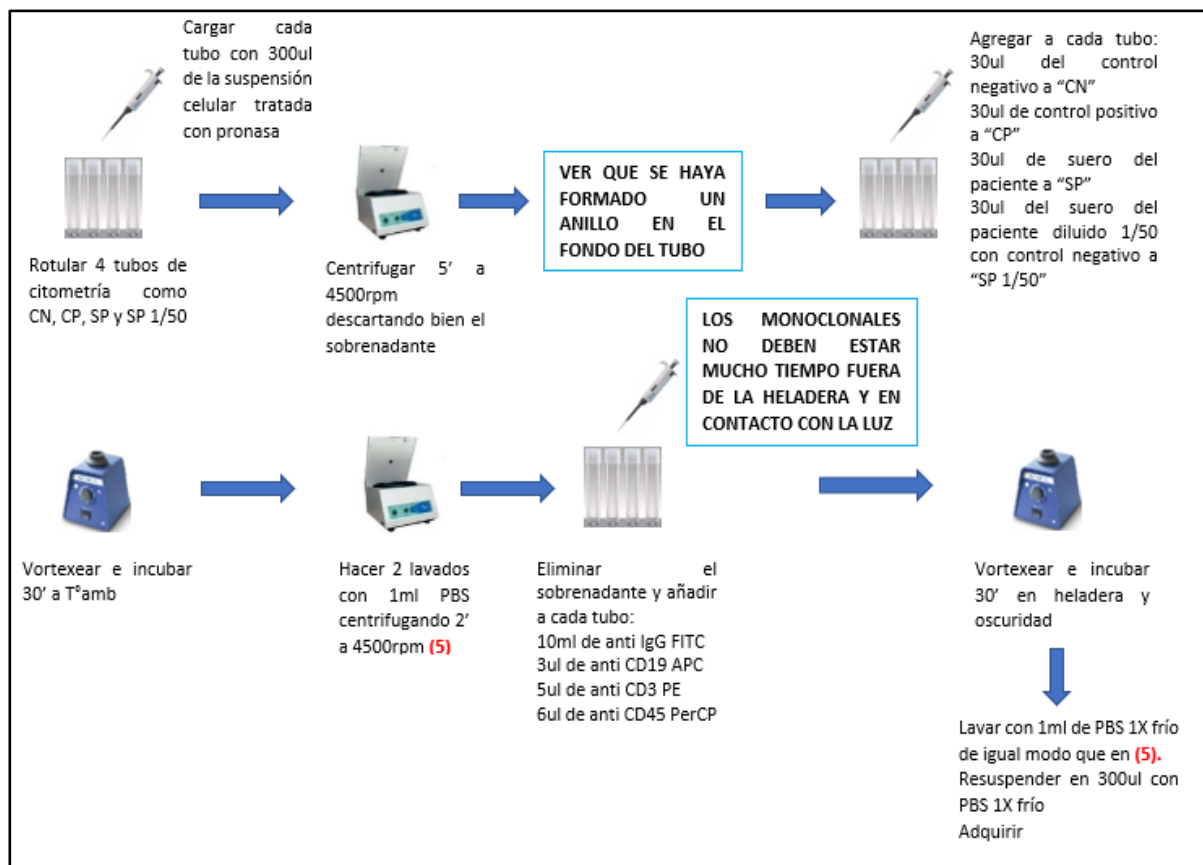 Cargar cada
tubo con 300ul
de la suspensión
celular tratada
con pronasa
Rotular 4 tubos de
citometría como
CN, CP, SP y SP 1/50
Centrifugar 5' a
4500rpm
descartando bien el
sobrenadante
VER QUE SE HAYA
FORMADO UN
ANILLO EN EL
FONDO DEL TUBO
Agregar a cada tubo:
30ul del control
negativo a “CN”
30ul de control positivo
a “CP”
30ul de suero del
paciente a “SP”
30ul del suero del
paciente diluido 1/50
con control negativo a
“SP 1/50”
Vortexear e incubar
30' a T°amb
Hacer 2 lavados
con 1ml PBS
centrifugando 2'
a 4500rpm (5)
LOS MONOCLONALES
NO DEBEN ESTAR
MUCHO TIEMPO FUERA
DE LA HELADERA Y EN
CONTACTO CON LA LUZ
Eliminar el
sobrenadante y añadir
a cada tubo:
10ml de anti IgG FITC
3ul de anti CD19 APC
5ul de anti CD3 PE
6ul de anti CD45 PerCP
Vortexear e incubar
30' en heladera y
oscuridad
Lavar con 1ml de PBS 1X frío
de igual modo que en (5).
Resuspender en 300ul con
PBS 1X frío
Adquirir